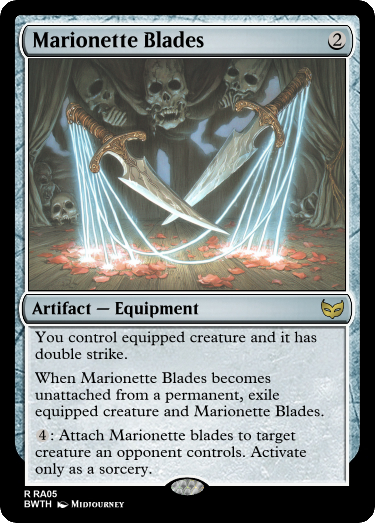 Marionette Blades 2
Artifact — Equipment
You control equipped creature and it has
double strike.
When Marionette Blades becomes
unattached from a permanent, exile
equipped creature and Marionette Blades.
4: Attach Marionette blades to target
creature an opponent controls. Activate
only as a sorcery.
R RA05
BWTH Midjourney